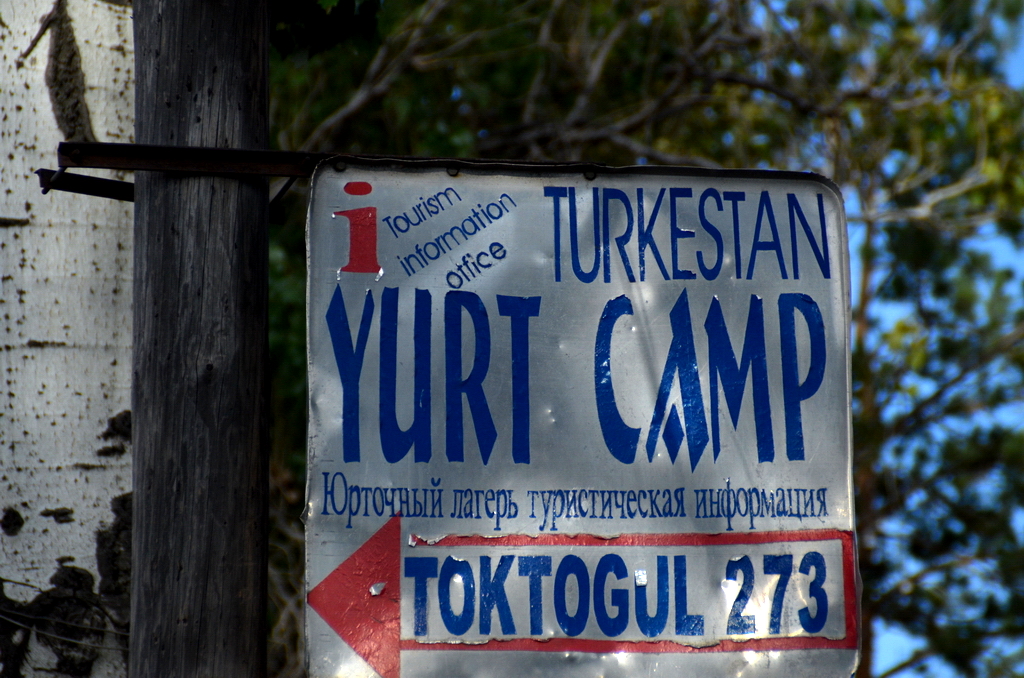 i Tourism
information
office
TURKESTAN
YURT CAMP
Юрточный лагерь туристическая информация
TOKTOGUL 273